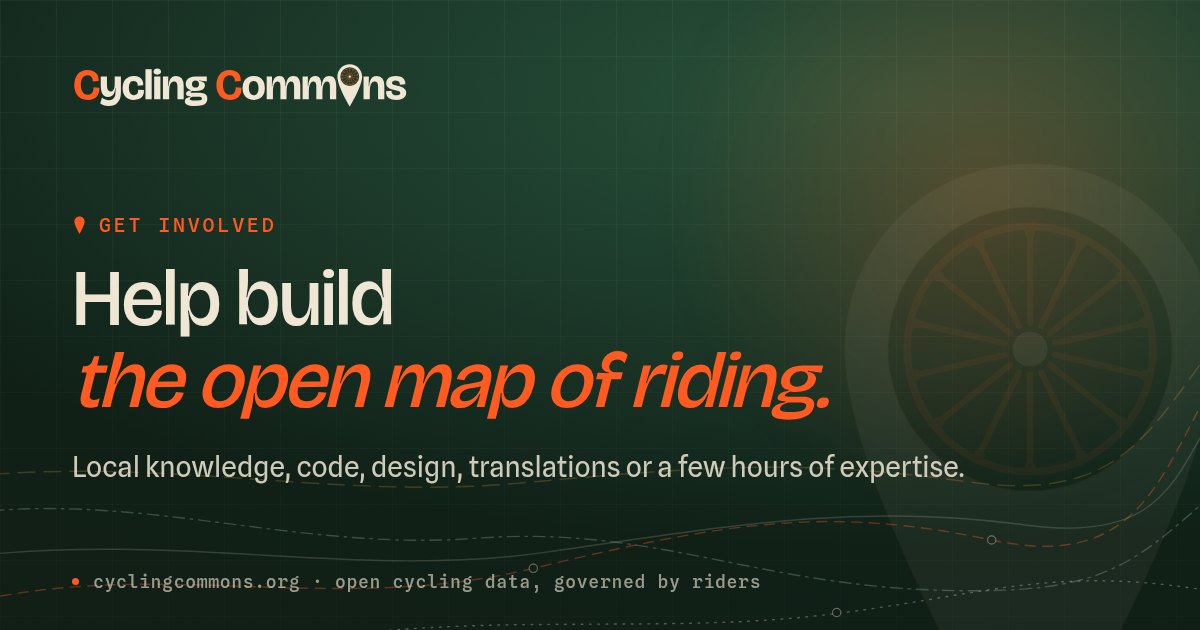 Cycling Commons
GET INVOLVED
Help build
the open map of riding.
Local knowledge, code, design, translations or a few hours of expertise.
cyclingcommons.org · open cycling data, governed by riders